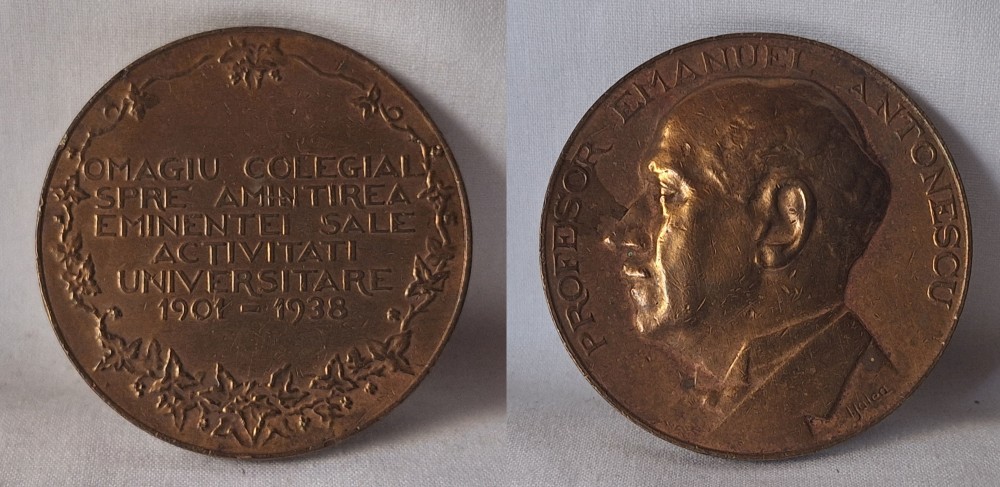 OMAGIU COLEGIAL
SPRE AMINTIREA
EMINENTEI SALE
ACTIVITATI
UNIVERSITARE
1901 - 1938
PROFESOR EMANUEL ANTONESCU